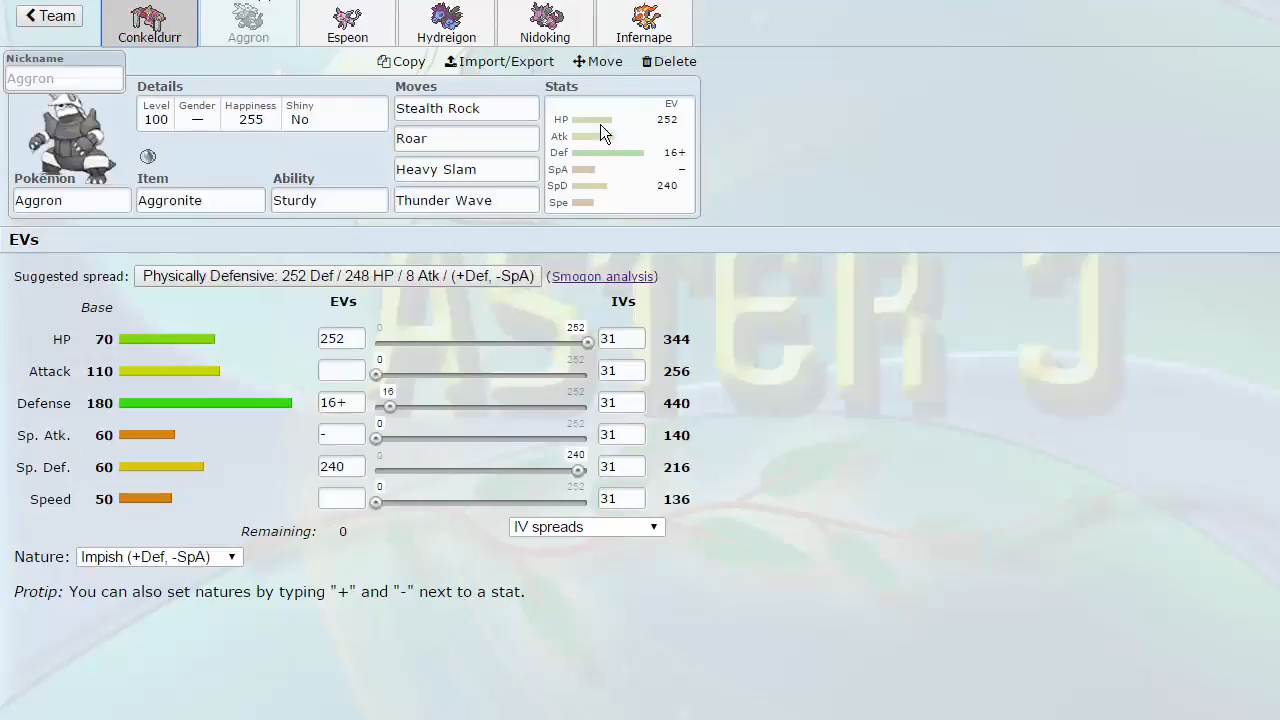 Team
Conkeldurr
Aggron
Espeon
Hydreigon
Nidoking
Infernape
Copy
Import/Export
Move
Delete
Nickname
Aggron
Details
Level
100
Gender
—
Happiness
255
Shiny
No
Pokémon
Aggron
Item
Aggronite
Ability
Sturdy
Moves
Stealth Rock
Roar
Heavy Slam
Thunder Wave
Stats
EV
HP 252
Atk
Def 16+
SpA −
SpD 240
Spe
EVs
Suggested spread: Physically Defensive: 252 Def / 248 HP / 8 Atk / (+Def, -SpA) (Smogon analysis)
Base EVs IVs
HP 70 252 0 252 31 344
Attack 110 0 252 31 256
Defense 180 16+ 16 252 31 440
Sp. Atk. 60 - 0 252 31 140
Sp. Def. 60 240 0 240 31 216
Speed 50 0 252 31 136
Remaining: 0
IV spreads
Nature: Impish (+Def, -SpA)
Protip: You can also set natures by typing "+" and "-" next to a stat.
ASTER J